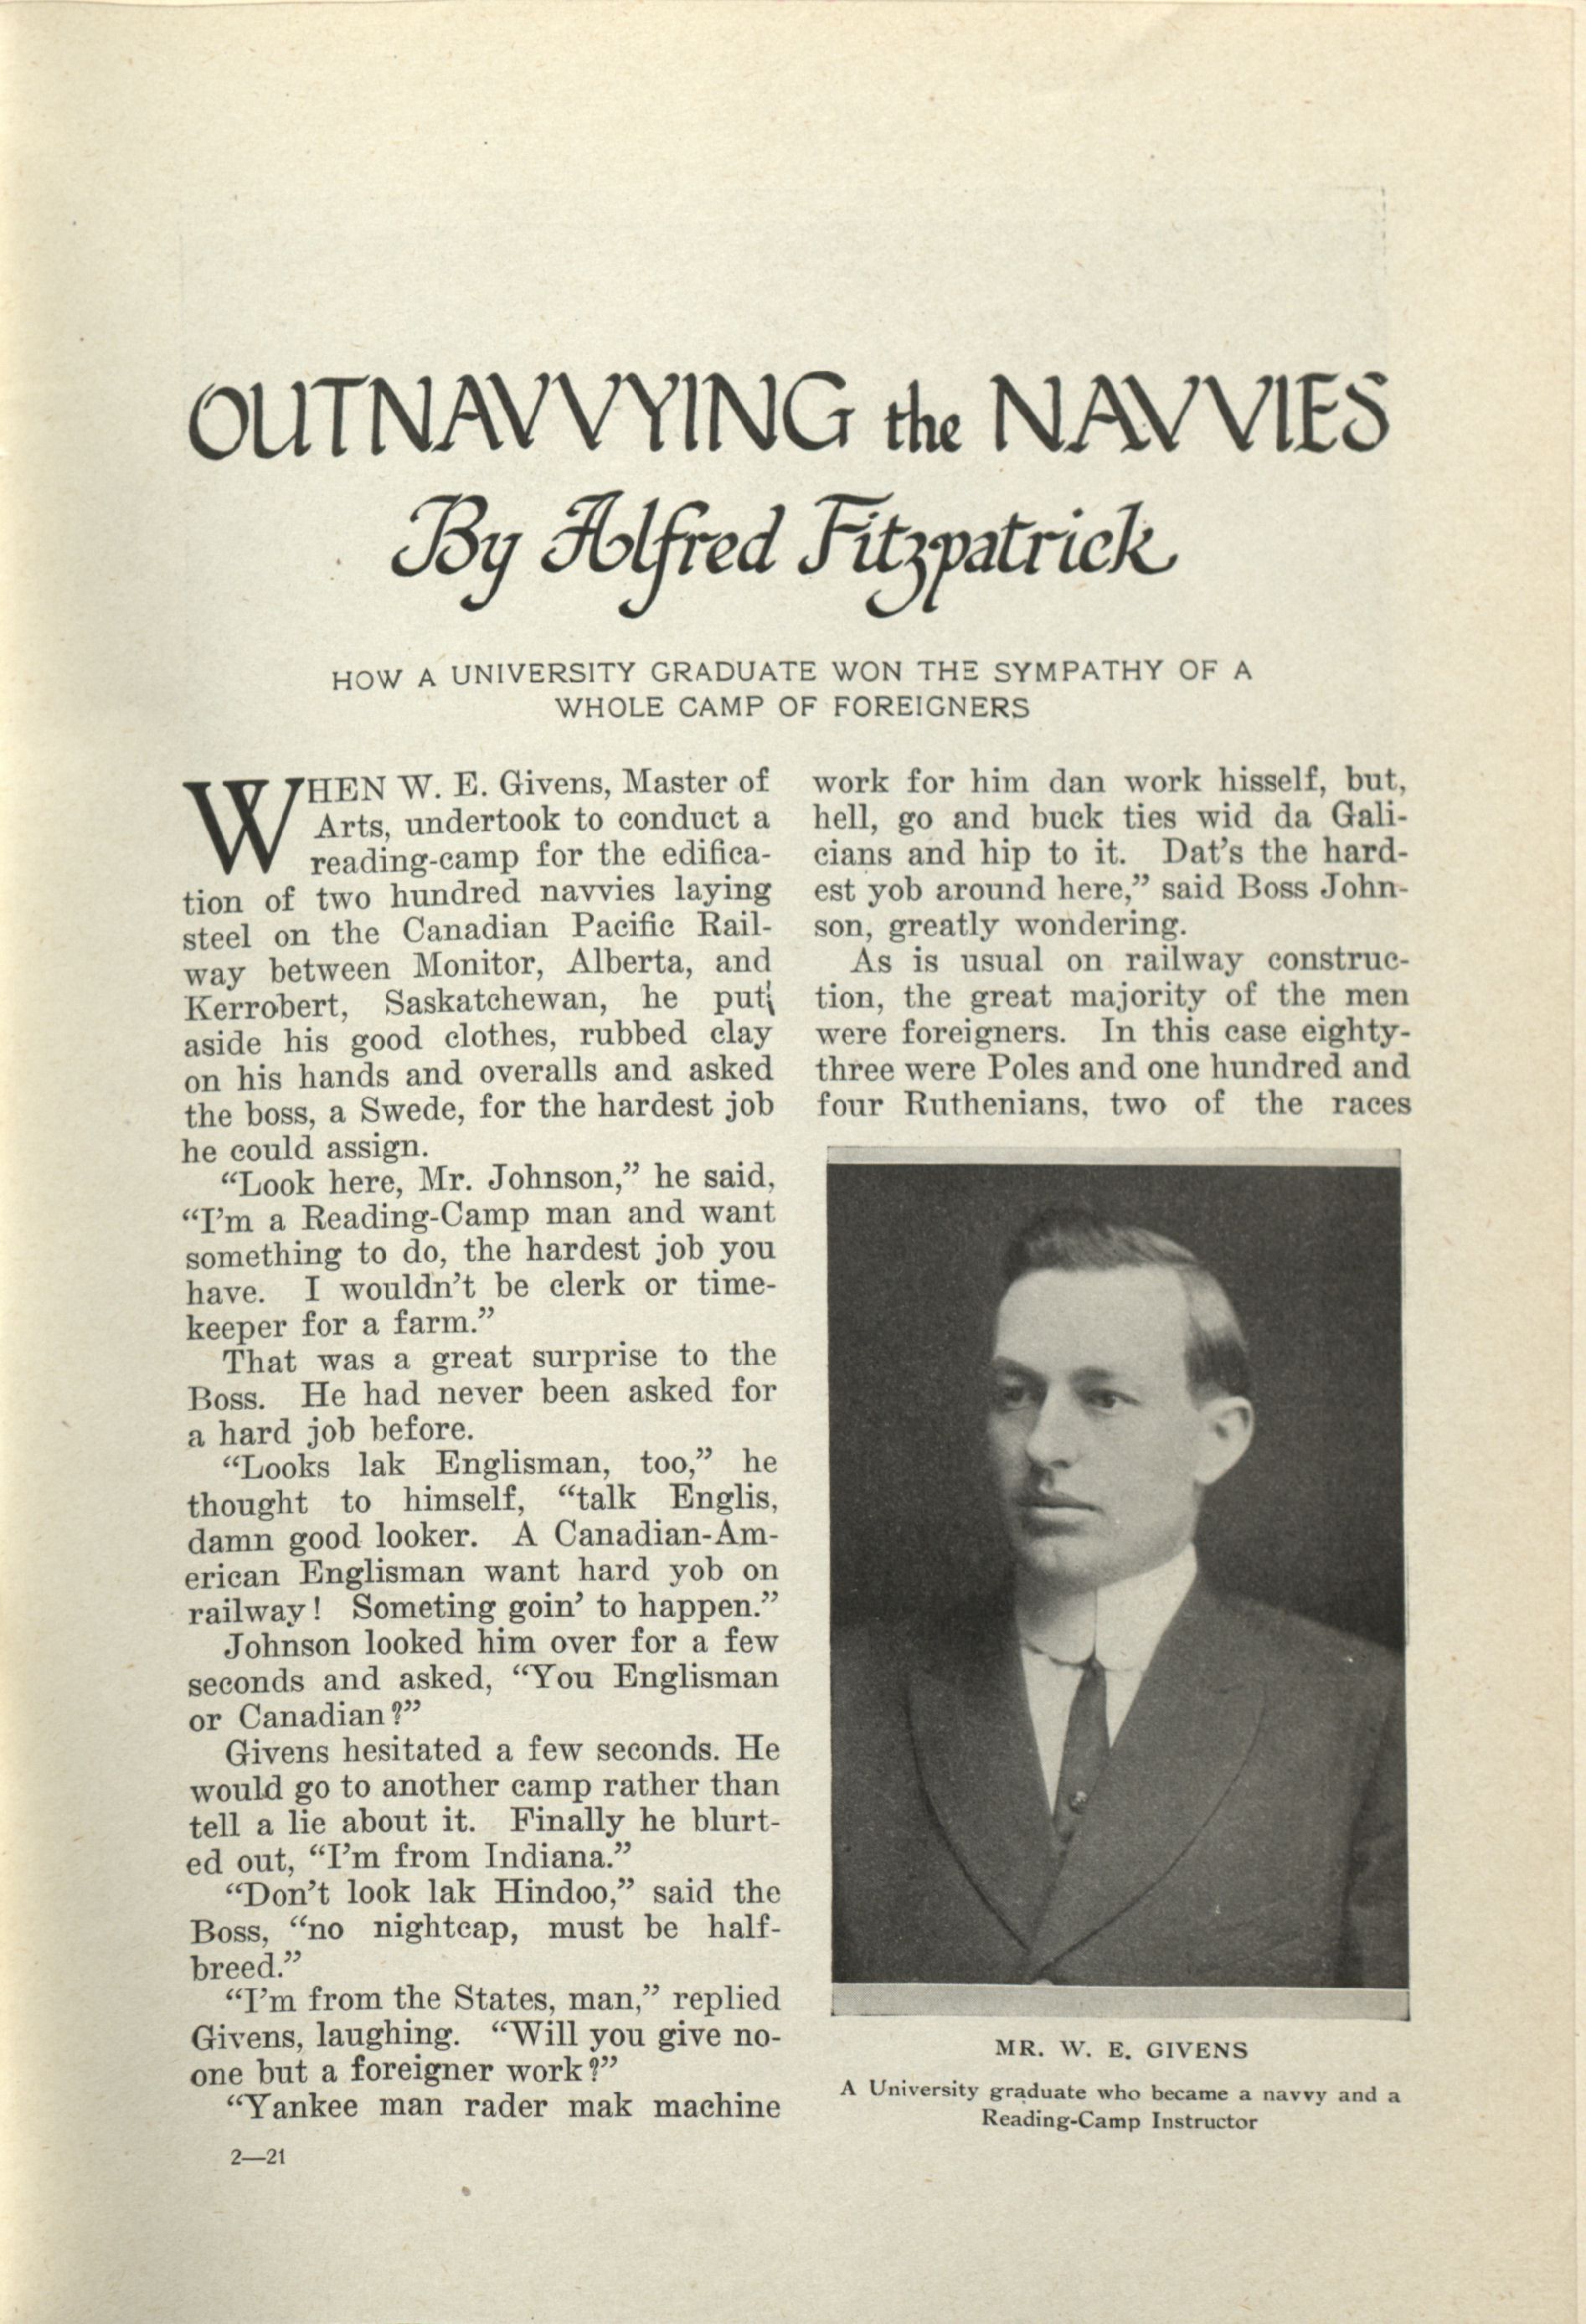 OUTNAVVYING the NAVVIES
By Alfred Fitzpatrick
HOW A UNIVERSITY GRADUATE WON THE SYMPATHY OF A
WHOLE CAMP OF FOREIGNERS
WHEN W. E. Givens, Master of
Arts, undertook to conduct a
reading-camp for the edifica-
tion of two hundred navvies laying
steel on the Canadian Pacific Rail-
way between Monitor, Alberta, and
Kerrobert, Saskatchewan, he put
aside his good clothes, rubbed clay
on his hands and overalls and asked
the boss, a Swede, for the hardest job
he could assign.
“Look here, Mr. Johnson,” he said,
“I'm a Reading-Camp man and want
something to do, the hardest job you
have. I wouldn't be clerk or time-
keeper for a farm.”
That was a great surprise to the
Boss. He had never been asked for
a hard job before.
“Looks lak Englisman, too,” he
thought to himself, “talk Englis,
damn good looker. A Canadian-Am-
erican Englisman want hard yob on
railway! Someting goin' to happen.”
Johnson looked him over for a few
seconds and asked, “You Englisman
or Canadian?”
Givens hesitated a few seconds. He
would go to another camp rather than
tell a lie about it. Finally he blurt-
ed out, “I'm from Indiana.”
“Don't look lak Hindoo,” said the
Boss, “no nightcap, must be half-
breed.”
“I'm from the States, man,” replied
Givens, laughing. “Will you give no-
one but a foreigner work?”
“Yankee man rader mak machine
2—21
work for him dan work hisself, but,
hell, go and buck ties wid da Gali-
cians and hip to it. Dat's the hard-
est yob around here,” said Boss John-
son, greatly wondering.
As is usual on railway construc-
tion, the great majority of the men
were foreigners. In this case eighty-
three were Poles and one hundred and
four Ruthenians, two of the races
MR. W. E. GIVENS
A University graduate who became a navvy and a
Reading-Camp Instructor